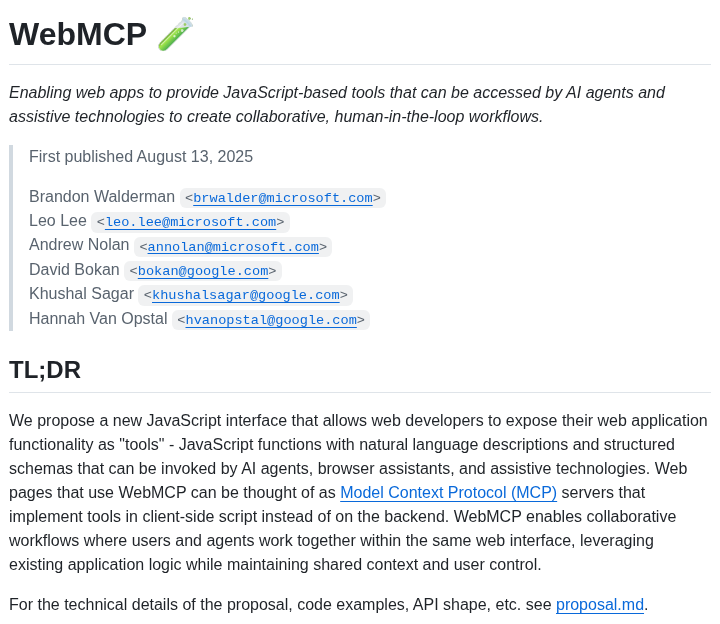 WebMCP 🧪
Enabling web apps to provide JavaScript-based tools that can be accessed by AI agents and
assistive technologies to create collaborative, human-in-the-loop workflows.
First published August 13, 2025
Brandon Walderman <brwalder@microsoft.com>
Leo Lee <leo.lee@microsoft.com>
Andrew Nolan <annolan@microsoft.com>
David Bokan <bokan@google.com>
Khushal Sagar <khushalsagar@google.com>
Hannah Van Opstal <hvanopstal@google.com>
TL;DR
We propose a new JavaScript interface that allows web developers to expose their web application
functionality as "tools" - JavaScript functions with natural language descriptions and structured
schemas that can be invoked by AI agents, browser assistants, and assistive technologies. Web
pages that use WebMCP can be thought of as Model Context Protocol (MCP) servers that
implement tools in client-side script instead of on the backend. WebMCP enables collaborative
workflows where users and agents work together within the same web interface, leveraging
existing application logic while maintaining shared context and user control.
For the technical details of the proposal, code examples, API shape, etc. see proposal.md.